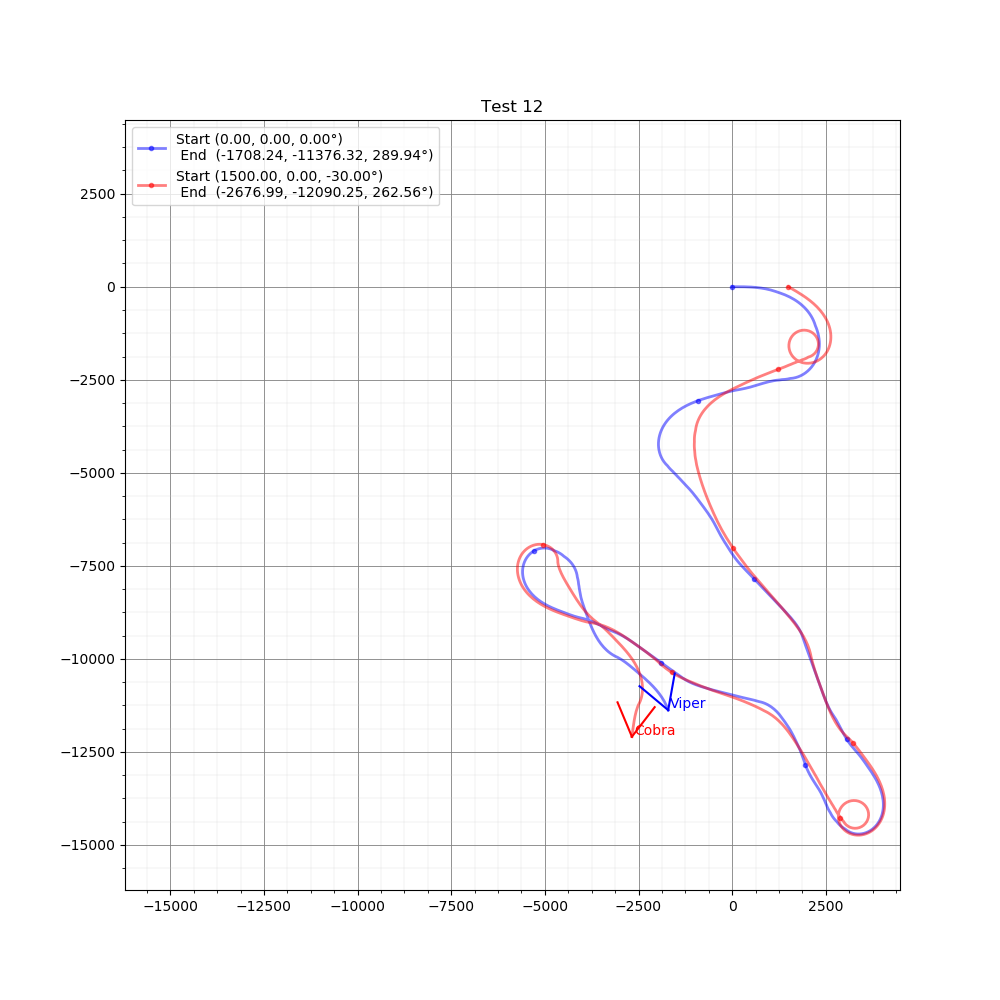 Test 12
Start (0.00, 0.00, 0.00°)
End  (-1708.24, -11376.32, 289.94°)
Start (1500.00, 0.00, -30.00°)
End  (-2676.99, -12090.25, 262.56°)
2500
0
−2500
−5000
−7500
−10000
−12500
−15000
Viper
Cobra
−15000
−12500
−10000
−7500
−5000
−2500
0
2500